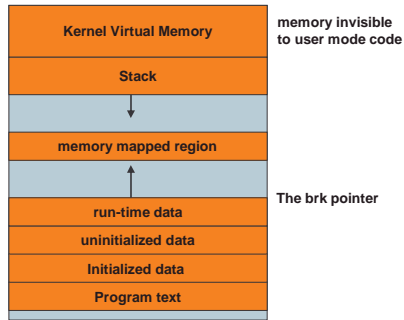 Kernel Virtual Memory
memory invisible
to user mode code
Stack
memory mapped region
The brk pointer
run-time data
uninitialized data
Initialized data
Program text